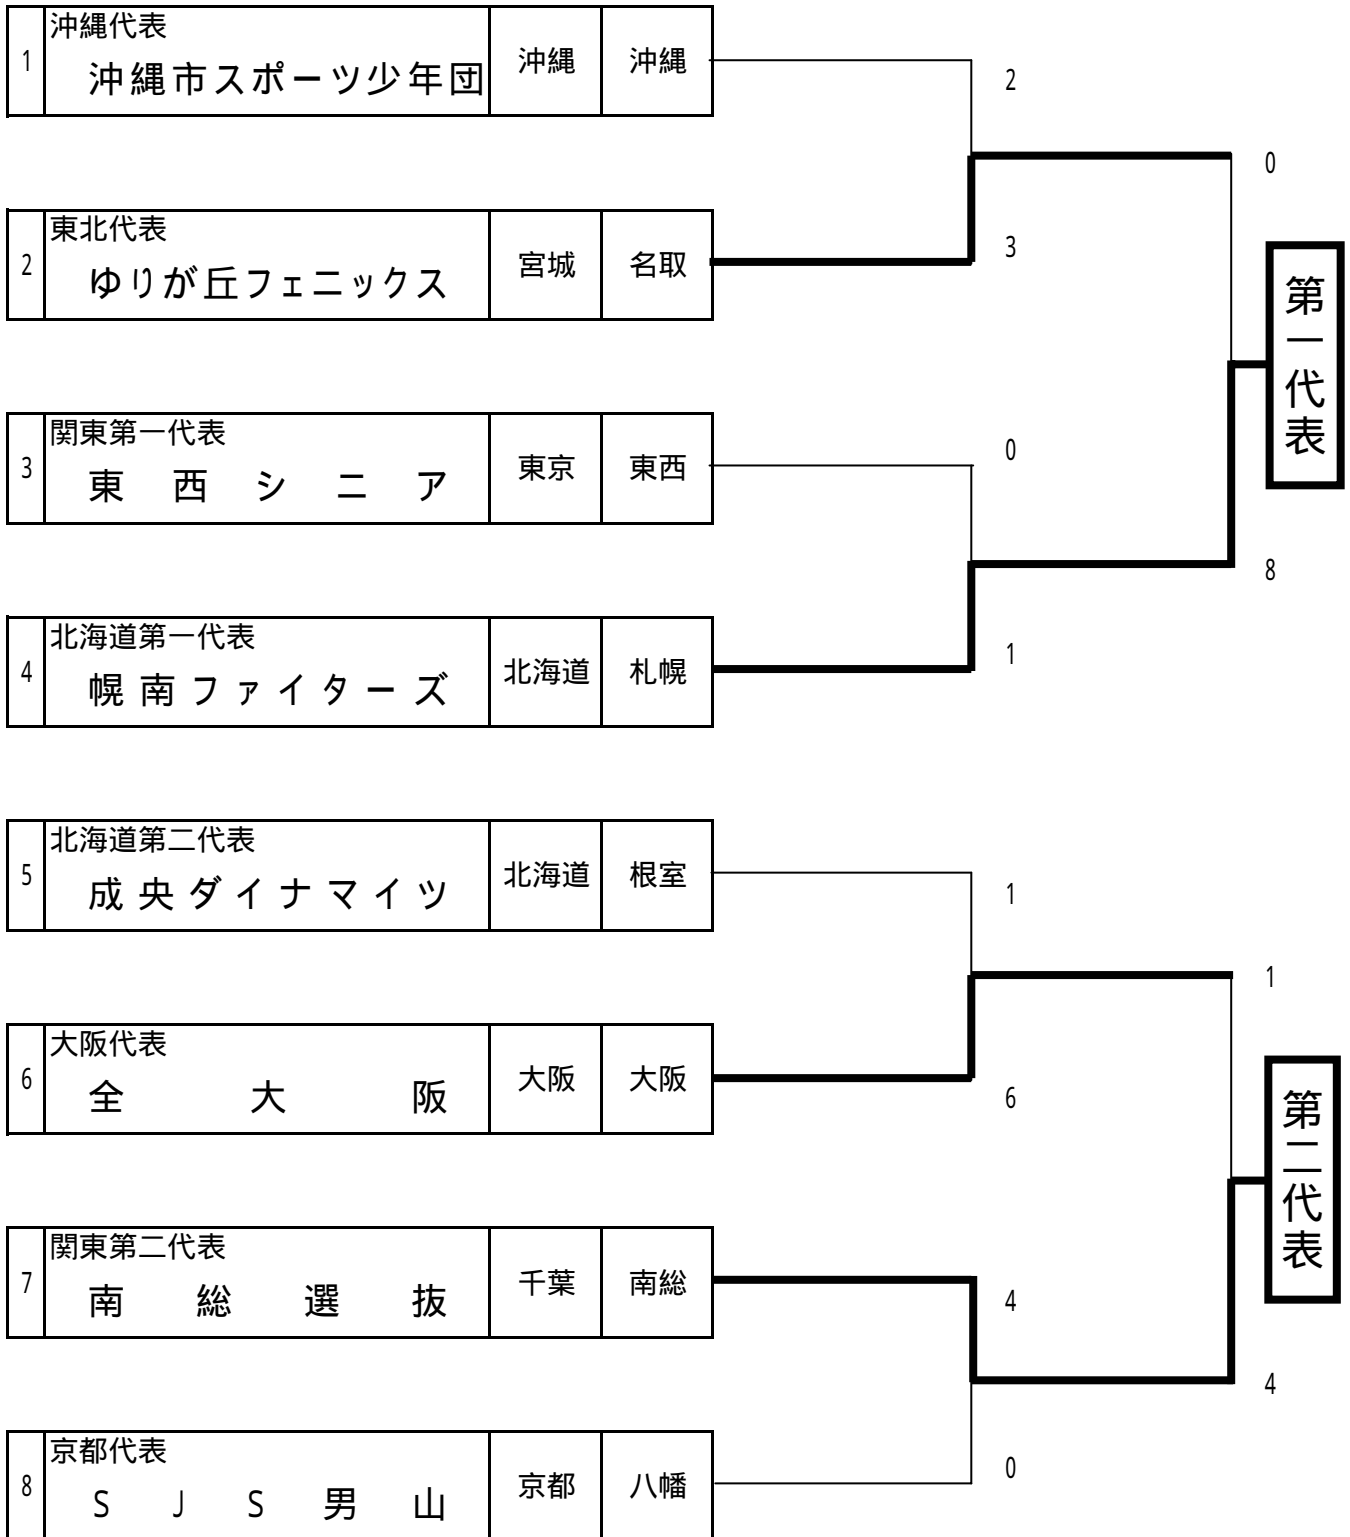 沖縄代表
1 沖縄市スポーツ少年団 沖縄 沖縄
2
0
東北代表
2 ゆりが丘フェニックス 宮城 名取
3
第一代表
関東第一代表
3 東西シニア 東京 東西
0
8
北海道第一代表
4 幌南ファイターズ 北海道 札幌
1
北海道第二代表
5 成央ダイナマイツ 北海道 根室
1
1
大阪代表
6 全大阪 大阪 大阪
6
第二代表
関東第二代表
7 南総選抜 千葉 南総
4
4
京都代表
8 SJS男山 京都 八幡
0